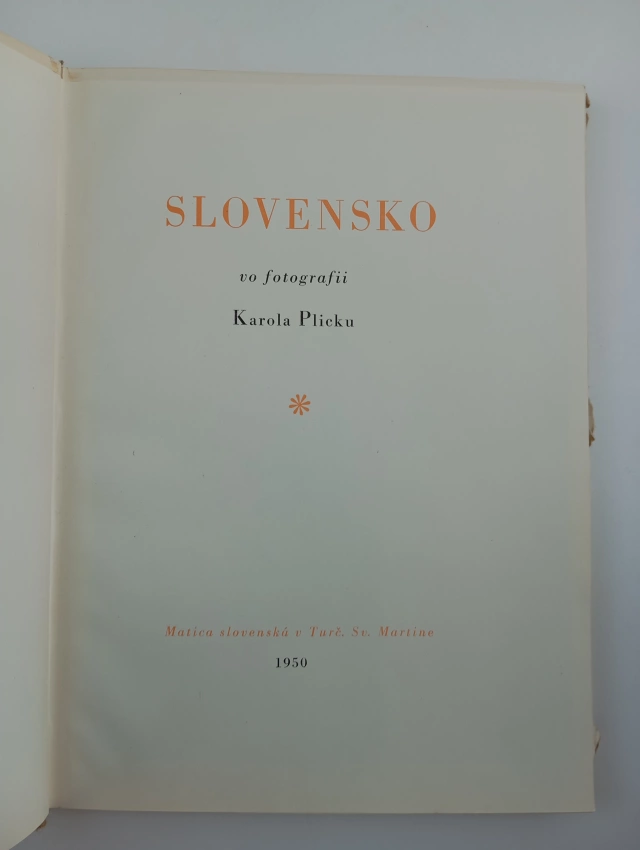 SLOVENSKO
vo fotografii
Karola Plicku
Matica slovenská v Turč. Sv. Martine
1950